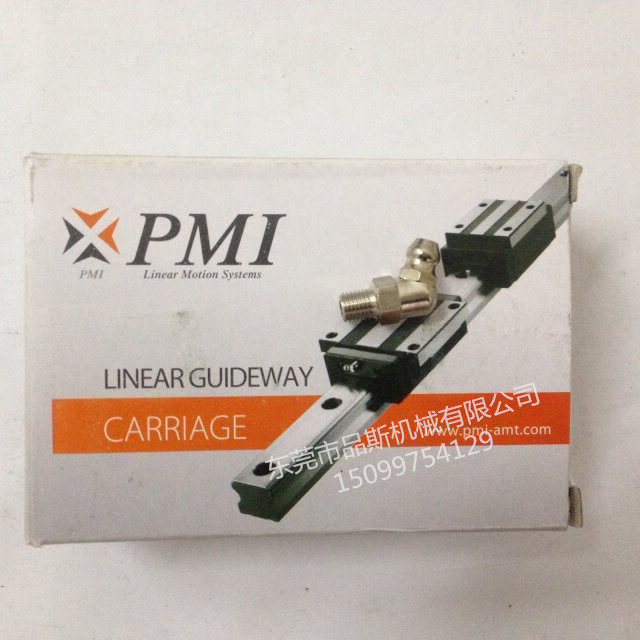 PMI
PMI
Linear Motion Systems
LINEAR GUIDEWAY
CARRIAGE
www.pmi-amt.com
东莞市品斯机械有限公司
15099754129